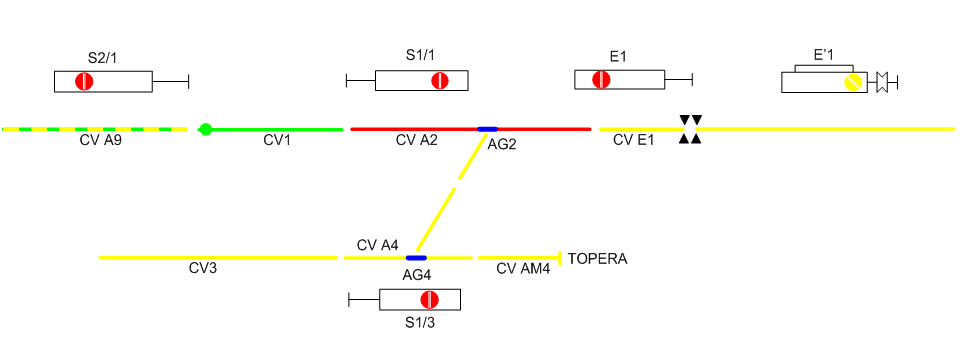 S2/1
S1/1
E1
E'1
CV A9
CV1
CV A2
AG2
CV E1
CV A4
CV3
AG4
CV AM4
TOPERA
S1/3